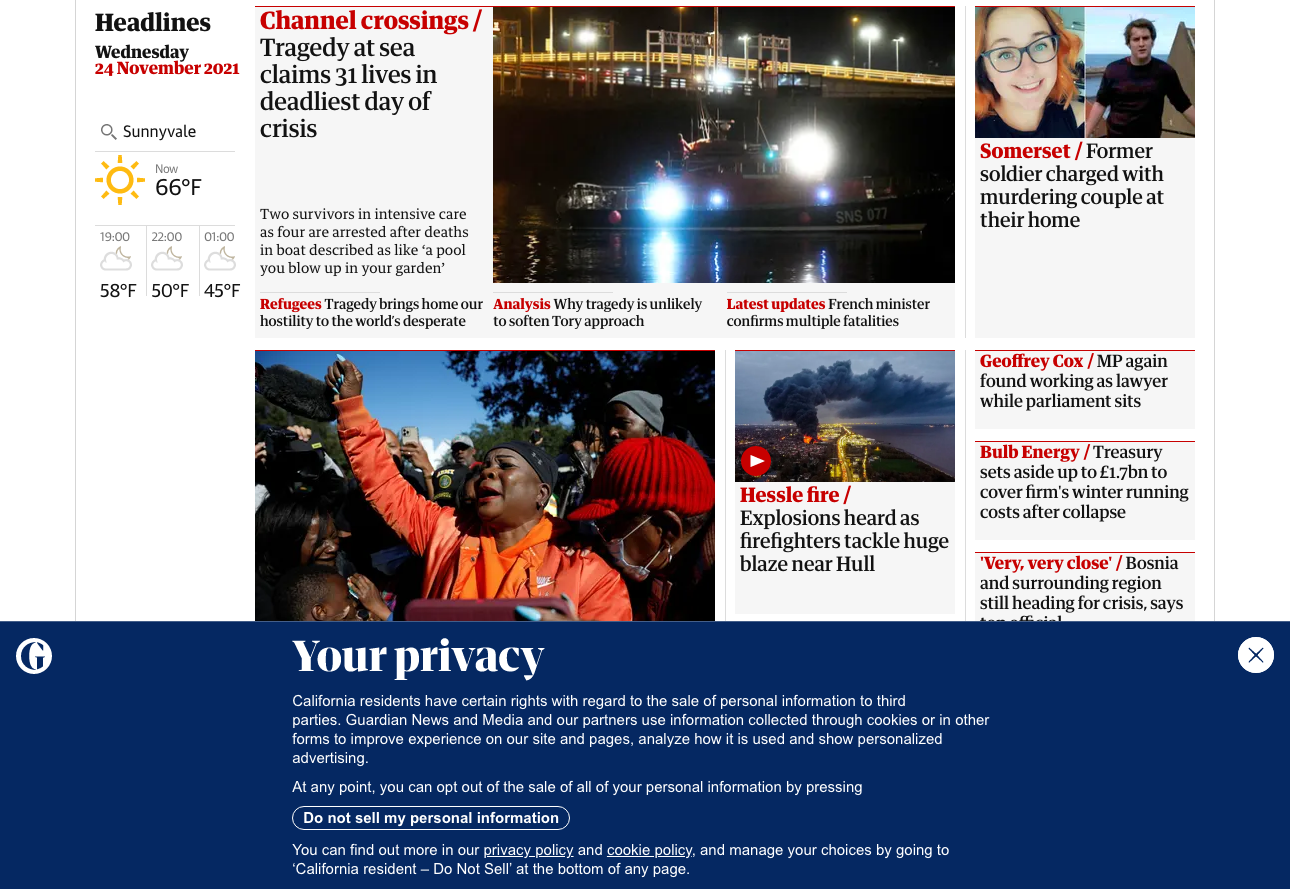 Headlines
Wednesday
24 November 2021
Sunnyvale
Now
66°F
19:00
22:00
01:00
58°F
50°F
45°F
Channel crossings /
Tragedy at sea
claims 31 lives in
deadliest day of
crisis
Two survivors in intensive care
as four are arrested after deaths
in boat described as like ‘a pool
you blow up in your garden’
SNS 077
Refugees Tragedy brings home our
hostility to the world’s desperate
Analysis Why tragedy is unlikely
to soften Tory approach
Latest updates French minister
confirms multiple fatalities
Somerset / Former
soldier charged with
murdering couple at
their home
Hessle fire /
Explosions heard as
firefighters tackle huge
blaze near Hull
Geoffrey Cox / MP again
found working as lawyer
while parliament sits
Bulb Energy / Treasury
sets aside up to £1.7bn to
cover firm's winter running
costs after collapse
'Very, very close' / Bosnia
and surrounding region
still heading for crisis, says
top official
Your privacy
California residents have certain rights with regard to the sale of personal information to third
parties. Guardian News and Media and our partners use information collected through cookies or in other
forms to improve experience on our site and pages, analyze how it is used and show personalized
advertising.
At any point, you can opt out of the sale of all of your personal information by pressing
Do not sell my personal information
You can find out more in our privacy policy and cookie policy, and manage your choices by going to
‘California resident – Do Not Sell’ at the bottom of any page.